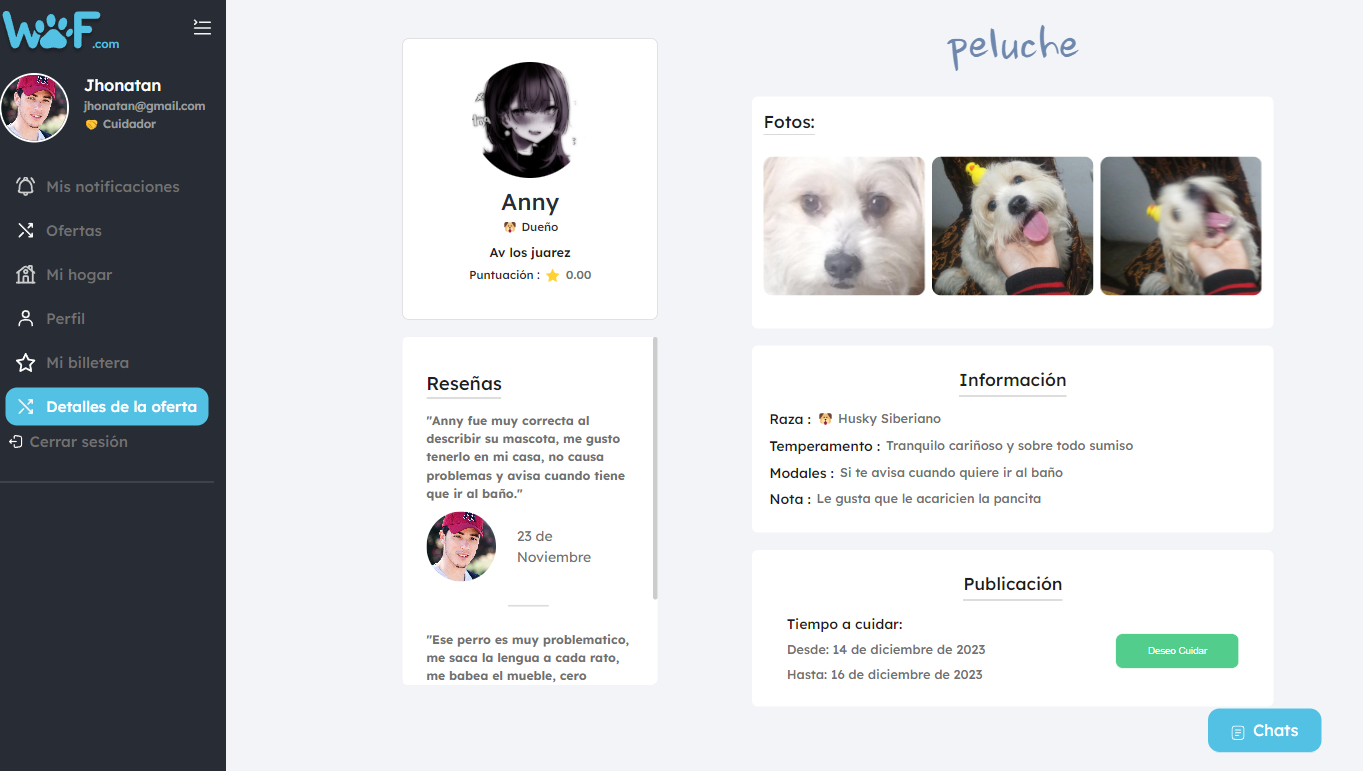 WOF.com
Jhonatan
jhonatan@gmail.com
Cuidador
Mis notificaciones
Ofertas
Mi hogar
Perfil
Mi billetera
Detalles de la oferta
Cerrar sesión
Anny
Dueño
Av los juarez
Puntuación : 0.00
Reseñas
"Anny fue muy correcta al
describir su mascota, me gusto
tenerlo en mi casa, no causa
problemas y avisa cuando tiene
que ir al baño."
23 de
Noviembre
"Ese perro es muy problematico,
me saca la lengua a cada rato,
me babea el mueble, cero
peluche
Fotos:
Información
Raza : Husky Siberiano
Temperamento : Tranquilo cariñoso y sobre todo sumiso
Modales : Si te avisa cuando quiere ir al baño
Nota : Le gusta que le acaricien la pancita
Publicación
Tiempo a cuidar:
Desde: 14 de diciembre de 2023
Hasta: 16 de diciembre de 2023
Deseo Cuidar
Chats